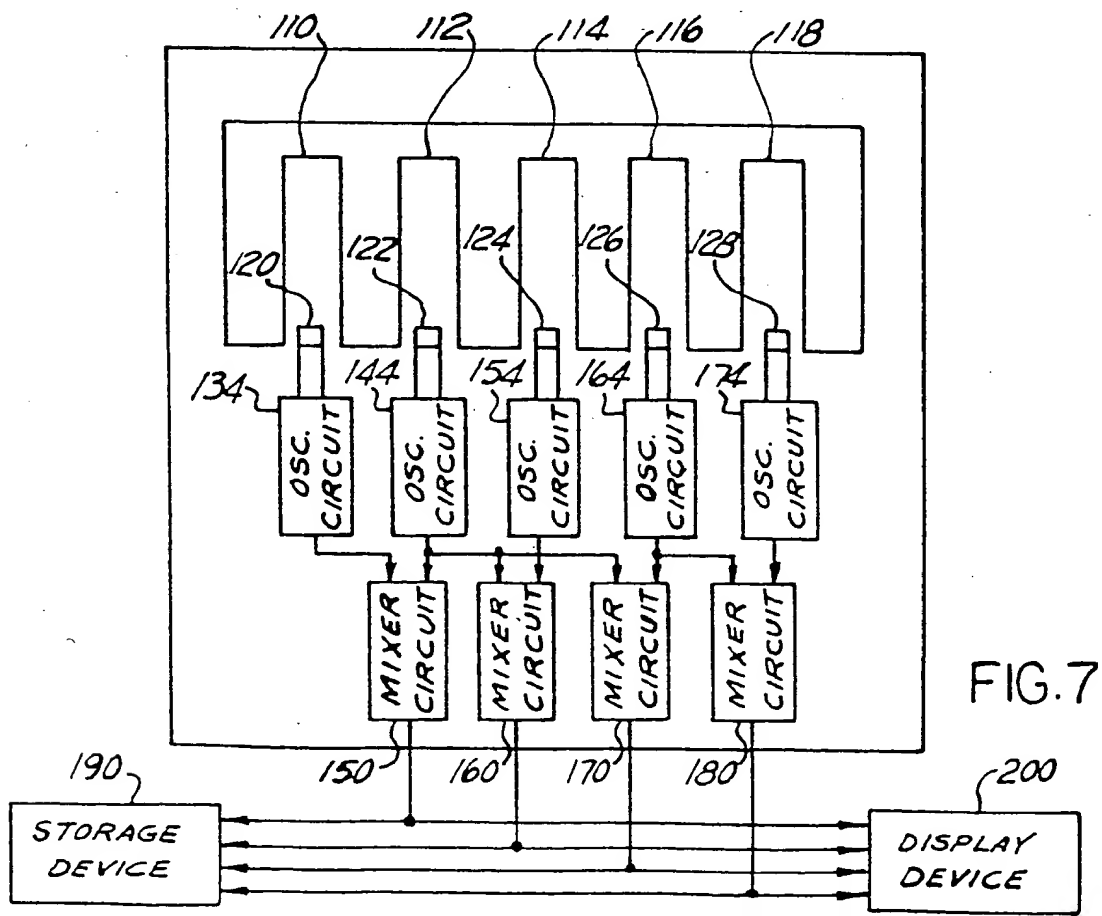 110 112 114 116 118
120 122 124 126 128
134 144 154 164 174
OSC. CIRCUIT
OSC. CIRCUIT
OSC. CIRCUIT
OSC. CIRCUIT
OSC. CIRCUIT
MIXER CIRCUIT
MIXER CIRCUIT
MIXER CIRCUIT
MIXER CIRCUIT
FIG. 7
150 160 170 180
190
STORAGE
DEVICE
200
DISPLAY
DEVICE